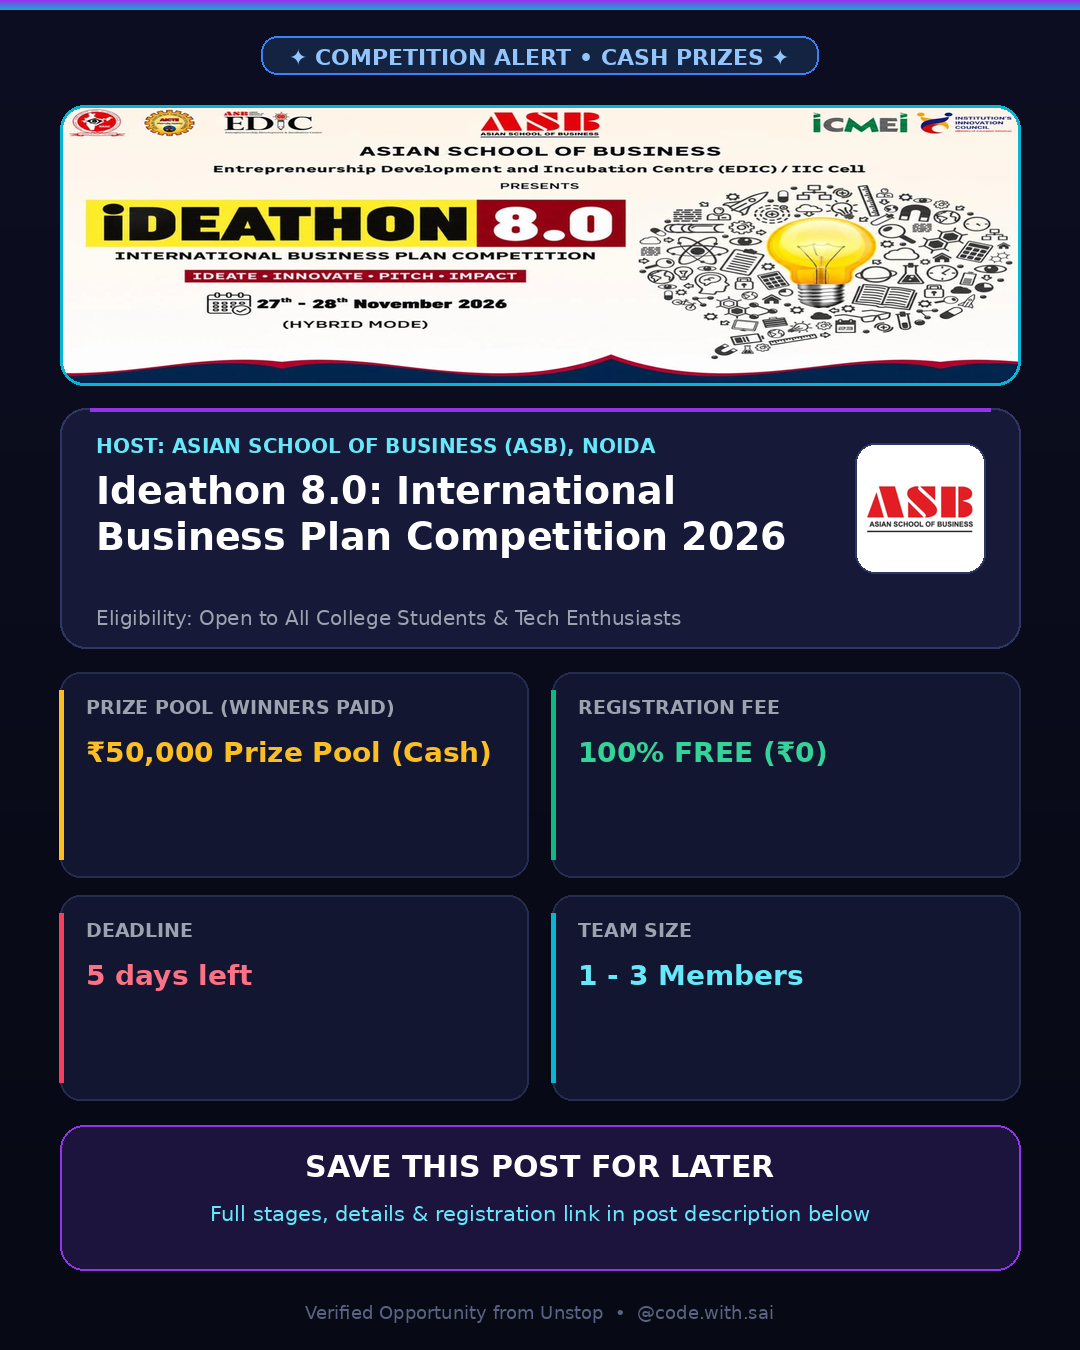 ✦ COMPETITION ALERT • CASH PRIZES ✦
ASB EDIC
ASB
ASIAN SCHOOL OF BUSINESS
iCMEi
INSTITUTION'S
INNOVATION
COUNCIL
ASIAN SCHOOL OF BUSINESS
Entrepreneurship Development and Incubation Centre (EDIC) / IIC Cell
PRESENTS
iDEATHON 8.0
INTERNATIONAL BUSINESS PLAN COMPETITION
IDEATE • INNOVATE • PITCH • IMPACT
27th - 28th November 2026
(HYBRID MODE)
HOST: ASIAN SCHOOL OF BUSINESS (ASB), NOIDA
Ideathon 8.0: International
Business Plan Competition 2026
ASB
ASIAN SCHOOL OF BUSINESS
Eligibility: Open to All College Students & Tech Enthusiasts
PRIZE POOL (WINNERS PAID)
₹50,000 Prize Pool (Cash)
REGISTRATION FEE
100% FREE (₹0)
DEADLINE
5 days left
TEAM SIZE
1 - 3 Members
SAVE THIS POST FOR LATER
Full stages, details & registration link in post description below
Verified Opportunity from Unstop • @code.with.sai